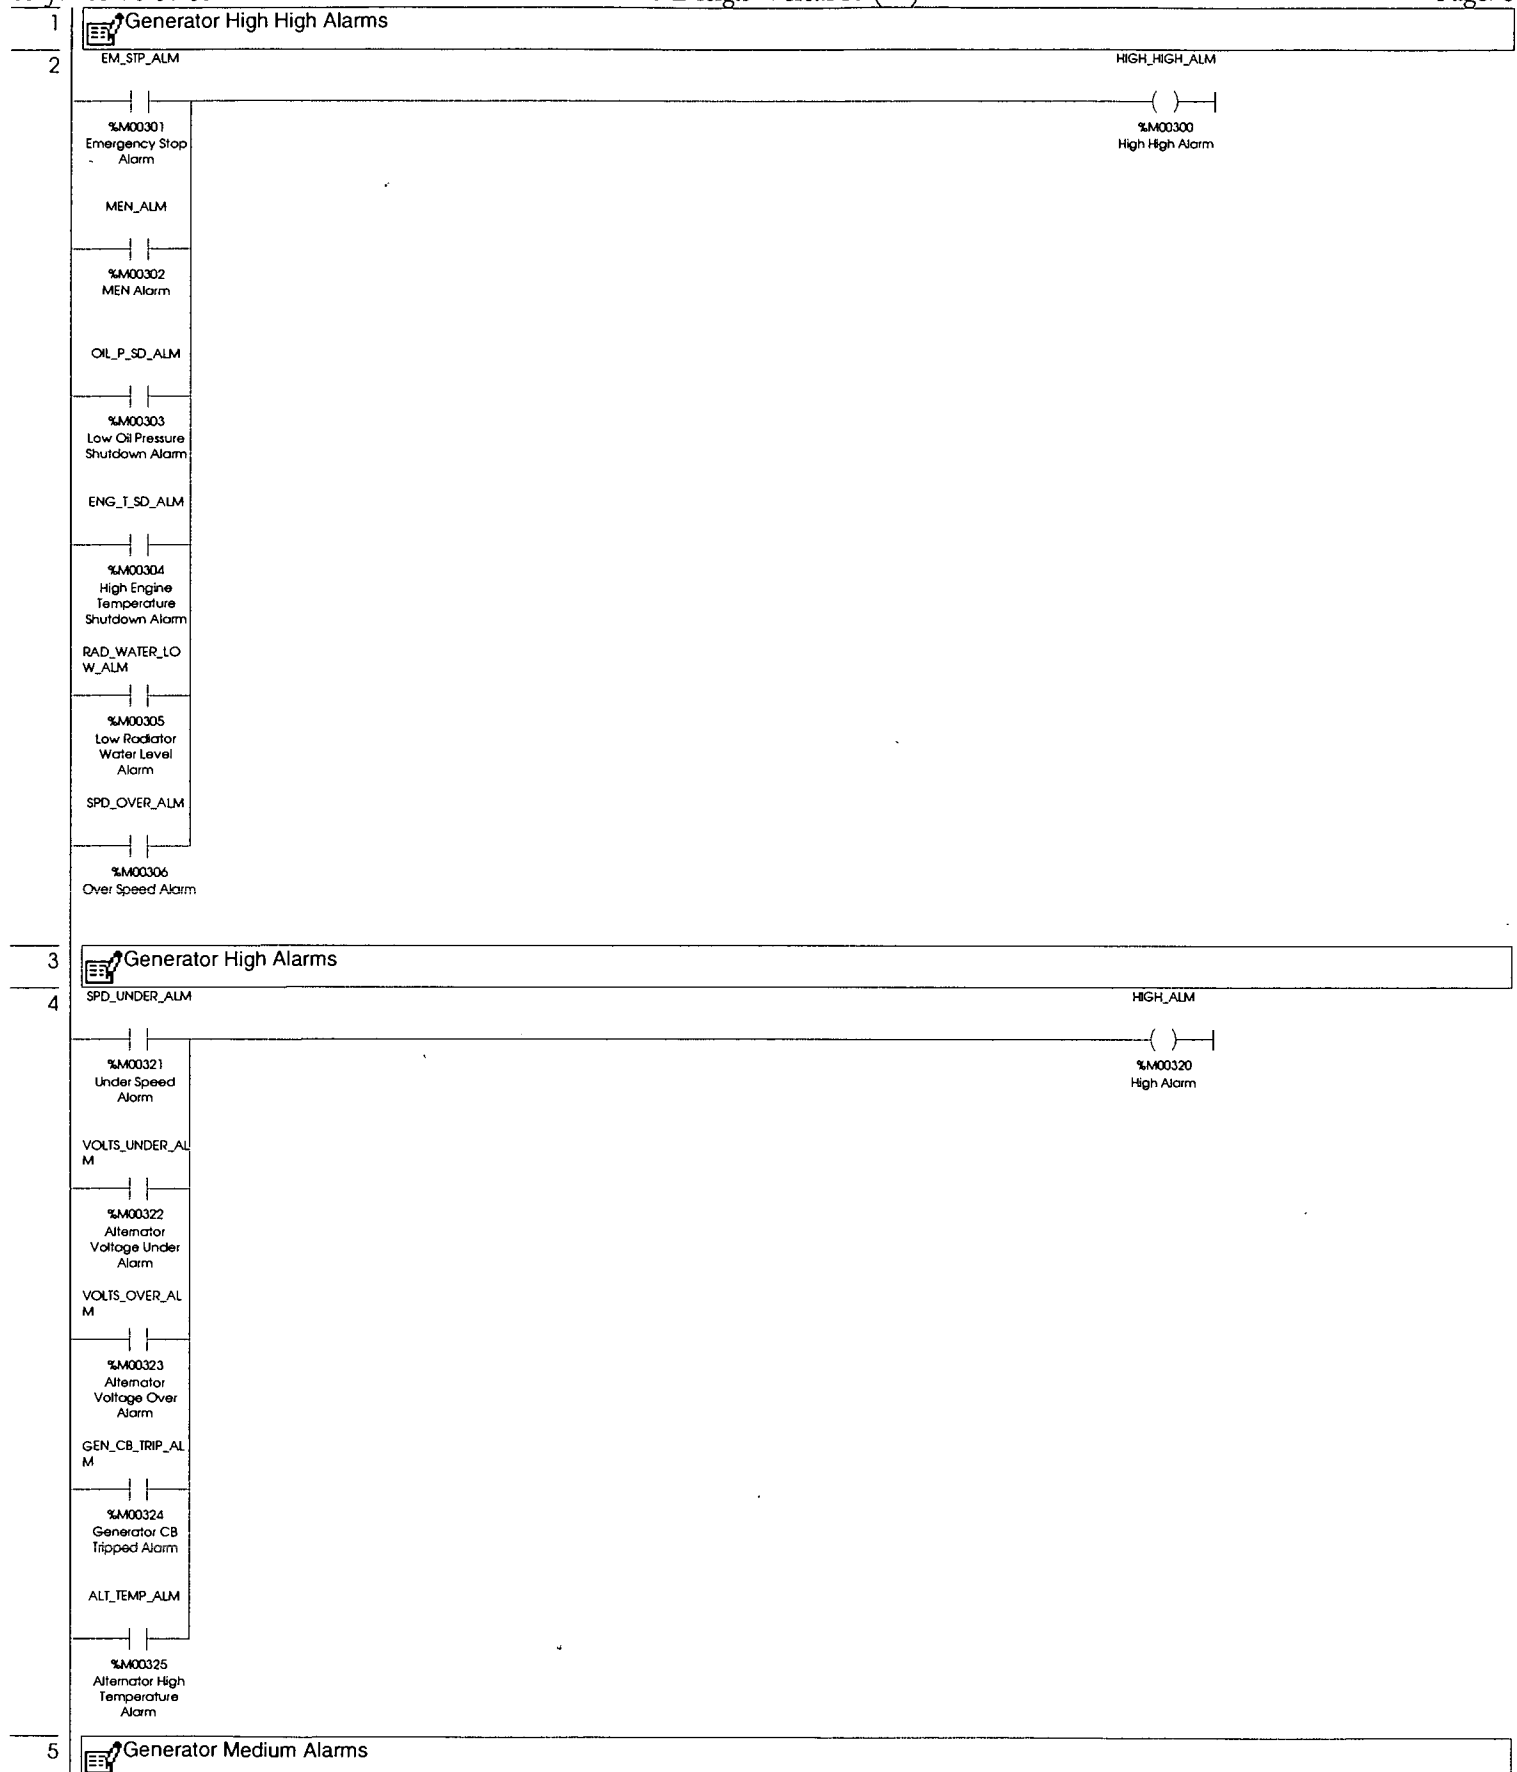 1
Generator High High Alarms
2
EM_STP_ALM
HIGH_HIGH_ALM
%M00301
Emergency Stop
Alarm
%M00300
High High Alarm
MEN_ALM
%M00302
MEN Alarm
OIL_P_SD_ALM
%M00303
Low Oil Pressure
Shutdown Alarm
ENG_T_SD_ALM
%M00304
High Engine
Temperature
Shutdown Alarm
RAD_WATER_LO
W_ALM
%M00305
Low Radiator
Water Level
Alarm
SPD_OVER_ALM
%M00306
Over Speed Alarm
3
Generator High Alarms
4
SPD_UNDER_ALM
HIGH_ALM
%M00321
Under Speed
Alarm
%M00320
High Alarm
VOLTS_UNDER_AL
M
%M00322
Alternator
Voltage Under
Alarm
VOLTS_OVER_AL
M
%M00323
Alternator
Voltage Over
Alarm
GEN_CB_TRIP_AL
M
%M00324
Generator CB
Tripped Alarm
ALT_TEMP_ALM
%M00325
Alternator High
Temperature
Alarm
5
Generator Medium Alarms